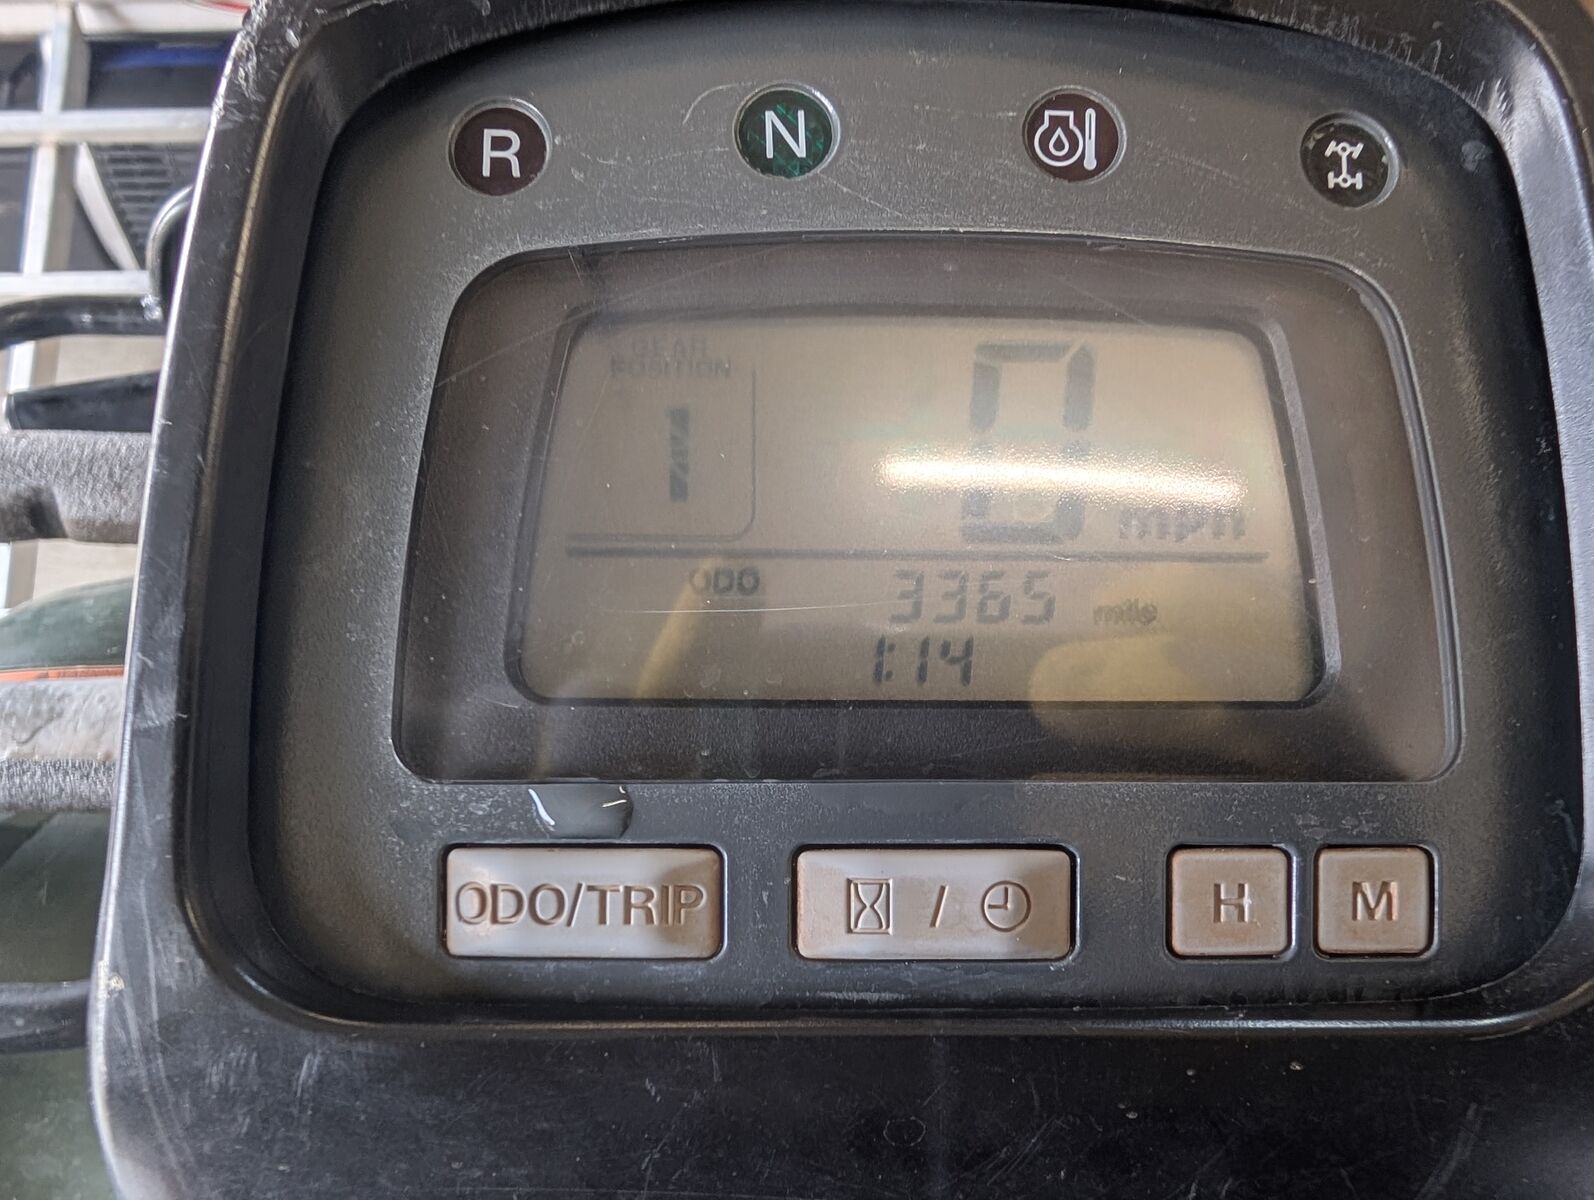 R N
GEAR
POSITION
1 0 mph
ODO 3365 mile
1:14
ODO/TRIP / H M